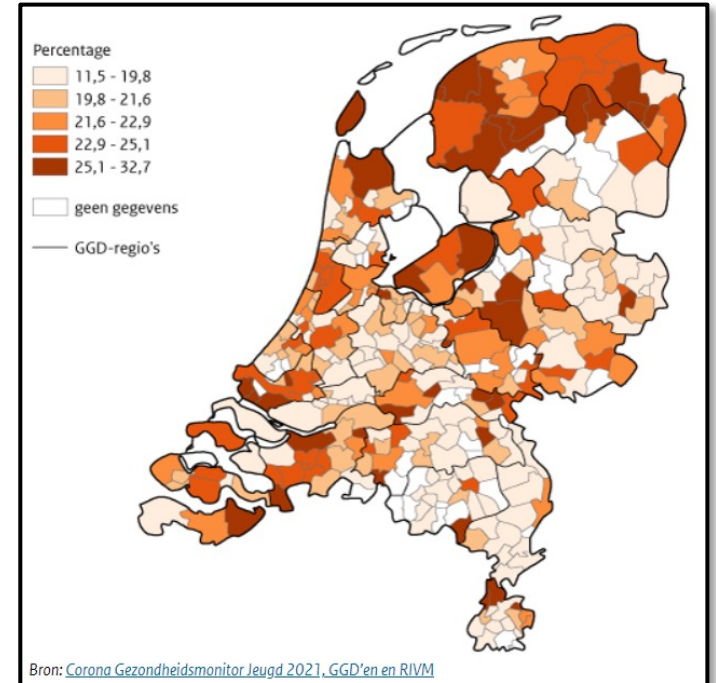 Percentage
11,5 - 19,8
19,8 - 21,6
21,6 - 22,9
22,9 - 25,1
25,1 - 32,7
geen gegevens
GGD-regio's
Bron: Corona Gezondheidsmonitor Jeugd 2021, GGD'en en RIVM